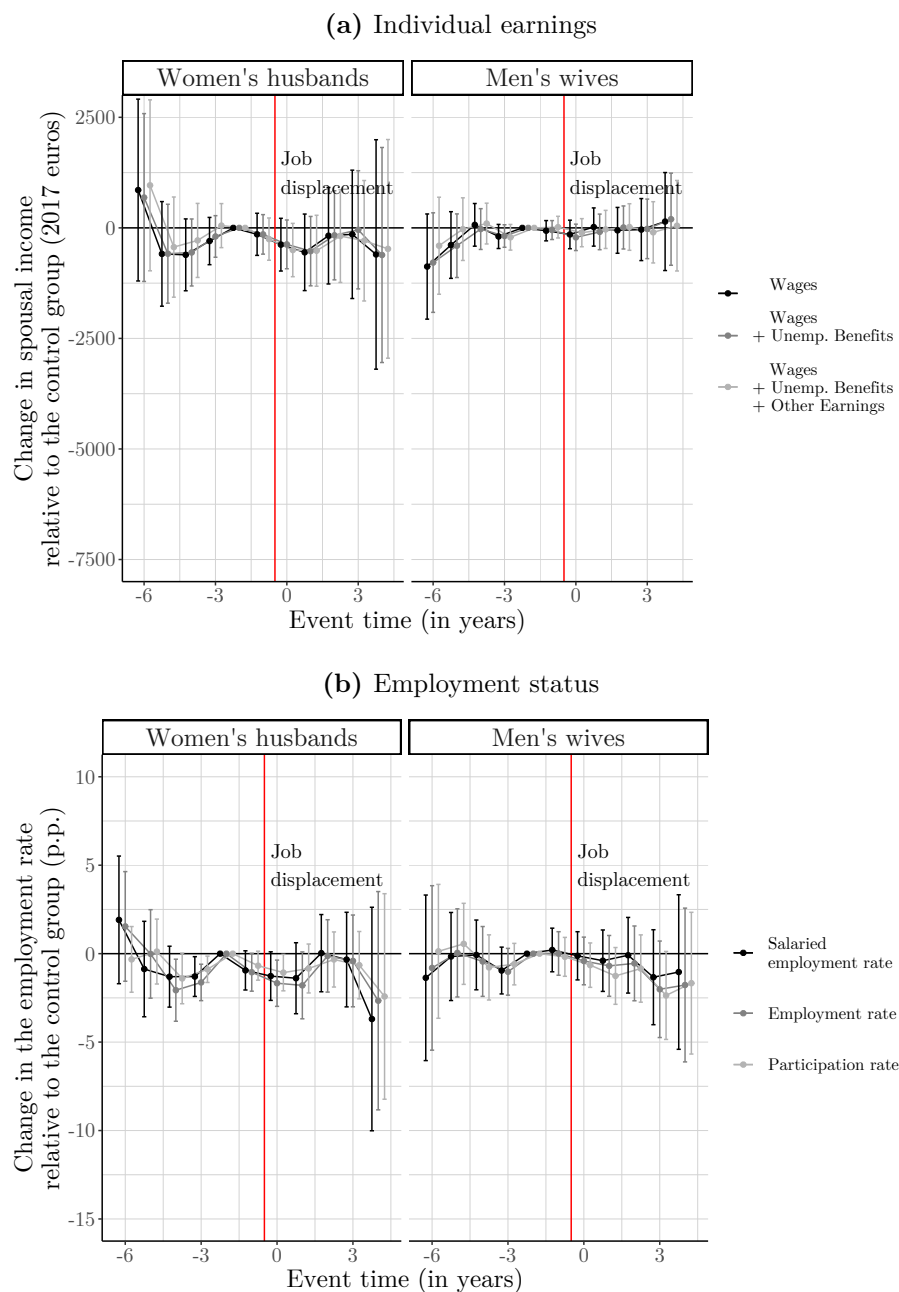 (a) Individual earnings
Women's husbands
Men's wives
Change in spousal income
relative to the control group (2017 euros)
2500
0
-2500
-5000
-7500
Job
displacement
Job
displacement
-6
-3
0
3
-6
-3
0
3
Event time (in years)
Wages
Wages
+ Unemp. Benefits
Wages
+ Unemp. Benefits
+ Other Earnings
(b) Employment status
Women's husbands
Men's wives
Change in the employment rate
relative to the control group (p.p.)
10
5
0
-5
-10
-15
Job
displacement
Job
displacement
-6
-3
0
3
-6
-3
0
3
Event time (in years)
Salaried
employment rate
Employment rate
Participation rate